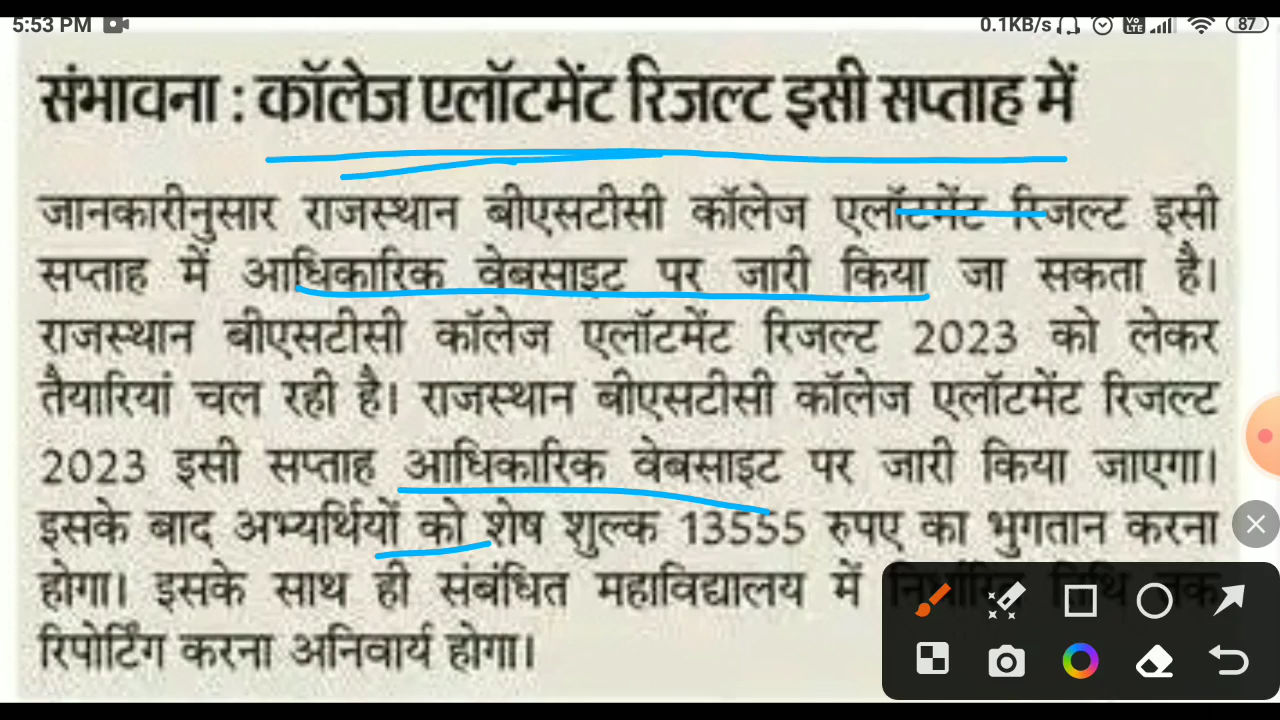 5:53 PM
0.1KB/s
Vo LTE
87
संभावना : कॉलेज एलॉटमेंट रिजल्ट इसी सप्ताह में
जानकारीनुसार राजस्थान बीएसटीसी कॉलेज एलॉटमेंट रिजल्ट इसी
सप्ताह में आधिकारिक वेबसाइट पर जारी किया जा सकता है।
राजस्थान बीएसटीसी कॉलेज एलॉटमेंट रिजल्ट 2023 को लेकर
तैयारियां चल रही है। राजस्थान बीएसटीसी कॉलेज एलॉटमेंट रिजल्ट
2023 इसी सप्ताह आधिकारिक वेबसाइट पर जारी किया जाएगा।
इसके बाद अभ्यर्थियों को शेष शुल्क 13555 रुपए का भुगतान करना
होगा। इसके साथ ही संबंधित महाविद्यालय में निर्धारित तिथि तक
रिपोर्टिंग करना अनिवार्य होगा।